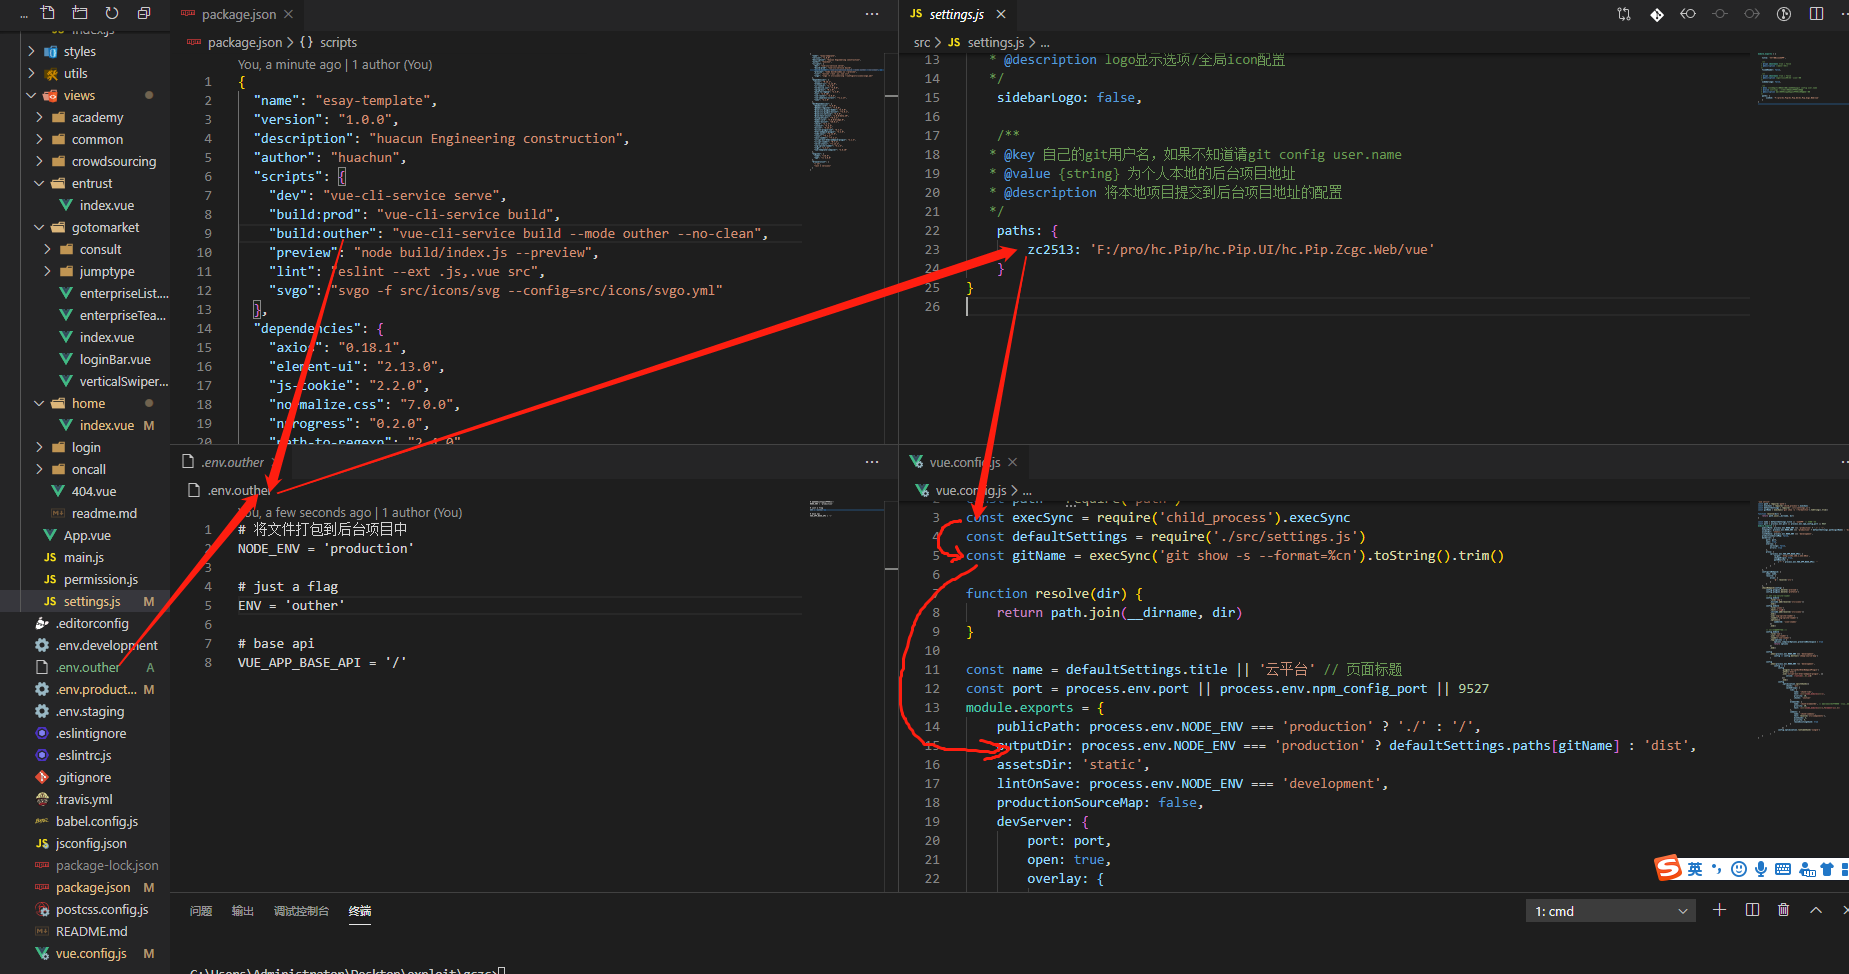 ...
package.json
...
JS settings.js
index.js
styles
utils
views
academy
common
crowdsourcing
entrust
index.vue
gotomarket
consult
jumptype
enterpriseList....
enterpriseTea...
index.vue
loginBar.vue
verticalSwiper...
home
index.vue M
login
oncall
404.vue
readme.md
App.vue
JS main.js
JS permission.js
JS settings.js M
.editorconfig
.env.development
.env.outher A
.env.product... M
.env.staging
.eslintignore
.eslintrc.js
.gitignore
.travis.yml
babel.config.js
JS jsconfig.json
package-lock.json
package.json M
postcss.config.js
README.md
vue.config.js M
package.json > {} scripts
You, a minute ago | 1 author (You)
1 {
2 "name": "esay-template",
3 "version": "1.0.0",
4 "description": "huacun Engineering construction",
5 "author": "huachun",
6 "scripts": {
7 "dev": "vue-cli-service serve",
8 "build:prod": "vue-cli-service build",
9 "build:outher": "vue-cli-service build --mode outher --no-clean",
10 "preview": "node build/index.js --preview",
11 "lint": "eslint --ext .js,.vue src",
12 "svgo": "svgo -f src/icons/svg --config=src/icons/svgo.yml"
13 },
14 "dependencies": {
15 "axios": "0.18.1",
16 "element-ui": "2.13.0",
17 "js-cookie": "2.2.0",
18 "normalize.css": "7.0.0",
19 "nprogress": "0.2.0",
20 "path-to-regexp": "2.4.0"
src > JS settings.js > ...
13 * @description logo显示选项/全局icon配置
14 */
15 sidebarLogo: false,
16
17 /**
18 * @key 自己的git用户名，如果不知道请git config user.name
19 * @value {string} 为个人本地的后台项目地址
20 * @description 将本地项目提交到后台项目地址的配置
21 */
22 paths: {
23 zc2513: 'F:/pro/hc.Pip/hc.Pip.UI/hc.Pip.Zcgc.Web/vue'
24 }
25 }
26
.env.outher
...
.env.outher
You, a few seconds ago | 1 author (You)
1 # 将文件打包到后台项目中
2 NODE_ENV = 'production'
3
4 # just a flag
5 ENV = 'outher'
6
7 # base api
8 VUE_APP_BASE_API = '/'
vue.config.js
vue.config.js > ...
2 const path = require('path')
3 const execSync = require('child_process').execSync
4 const defaultSettings = require('./src/settings.js')
5 const gitName = execSync('git show -s --format=%cn').toString().trim()
6
7 function resolve(dir) {
8 return path.join(__dirname, dir)
9 }
10
11 const name = defaultSettings.title || '云平台' // 页面标题
12 const port = process.env.port || process.env.npm_config_port || 9527
13 module.exports = {
14 publicPath: process.env.NODE_ENV === 'production' ? './' : '/',
15 outputDir: process.env.NODE_ENV === 'production' ? defaultSettings.paths[gitName] : 'dist',
16 assetsDir: 'static',
17 lintOnSave: process.env.NODE_ENV === 'development',
18 productionSourceMap: false,
19 devServer: {
20 port: port,
21 open: true,
22 overlay: {
英
问题 输出 调试控制台 终端
1: cmd
C:\Users\Administrator\Desktop\exploit\gczc>